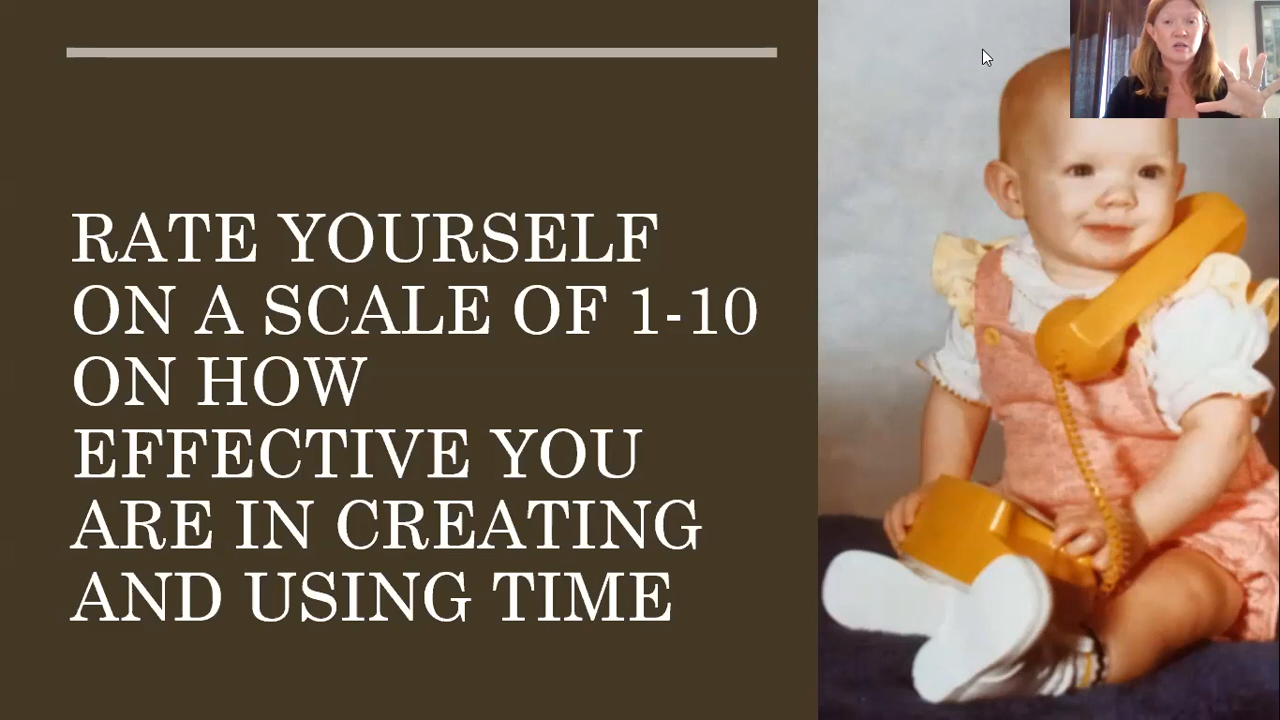 RATE YOURSELF
ON A SCALE OF 1-10
ON HOW
EFFECTIVE YOU
ARE IN CREATING
AND USING TIME